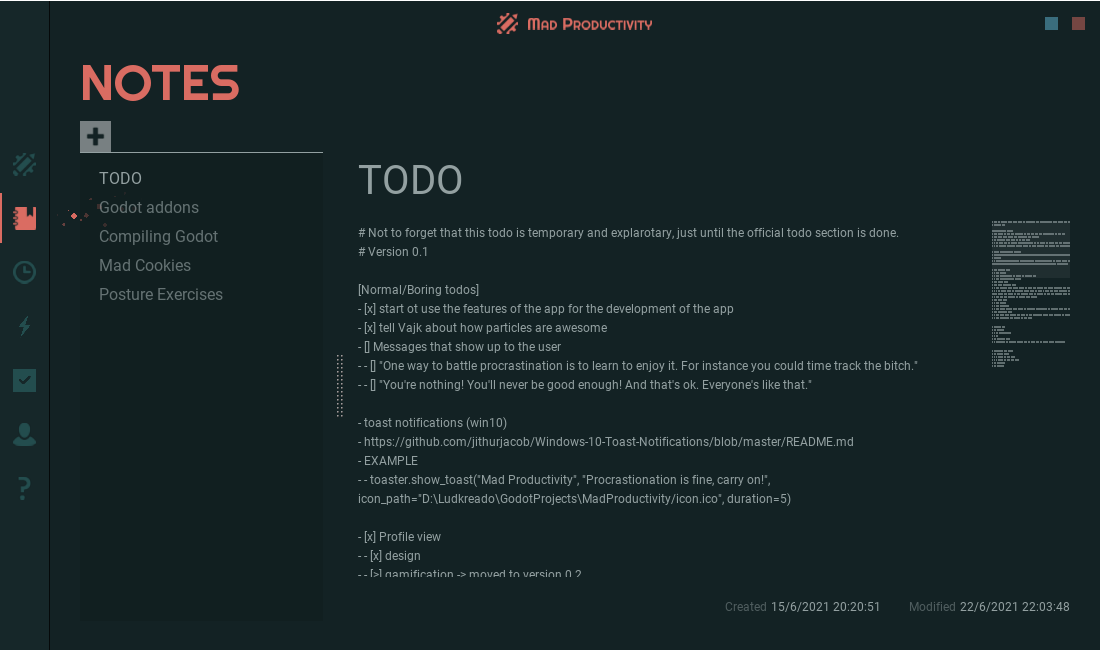 Mad Productivity
NOTES
TODO
Godot addons
Compiling Godot
Mad Cookies
Posture Exercises
TODO
# Not to forget that this todo is temporary and explarotary, just until the official todo section is done.
# Version 0.1
[Normal/Boring todos]
- [x] start ot use the features of the app for the development of the app
- [x] tell Vajk about how particles are awesome
- [] Messages that show up to the user
- - [] "One way to battle procrastination is to learn to enjoy it. For instance you could time track the bitch."
- - [] "You're nothing! You'll never be good enough! And that's ok. Everyone's like that."
- toast notifications (win10)
- https://github.com/jithurjacob/Windows-10-Toast-Notifications/blob/master/README.md
- EXAMPLE
- - toaster.show_toast("Mad Productivity", "Procrastionation is fine, carry on!",
icon_path="D:\Ludkreado\GodotProjects\MadProductivity/icon.ico", duration=5)
- [x] Profile view
- - [x] design
- - [>] gamification -> moved to version 0.2
Created 15/6/2021 20:20:51
Modified 22/6/2021 22:03:48